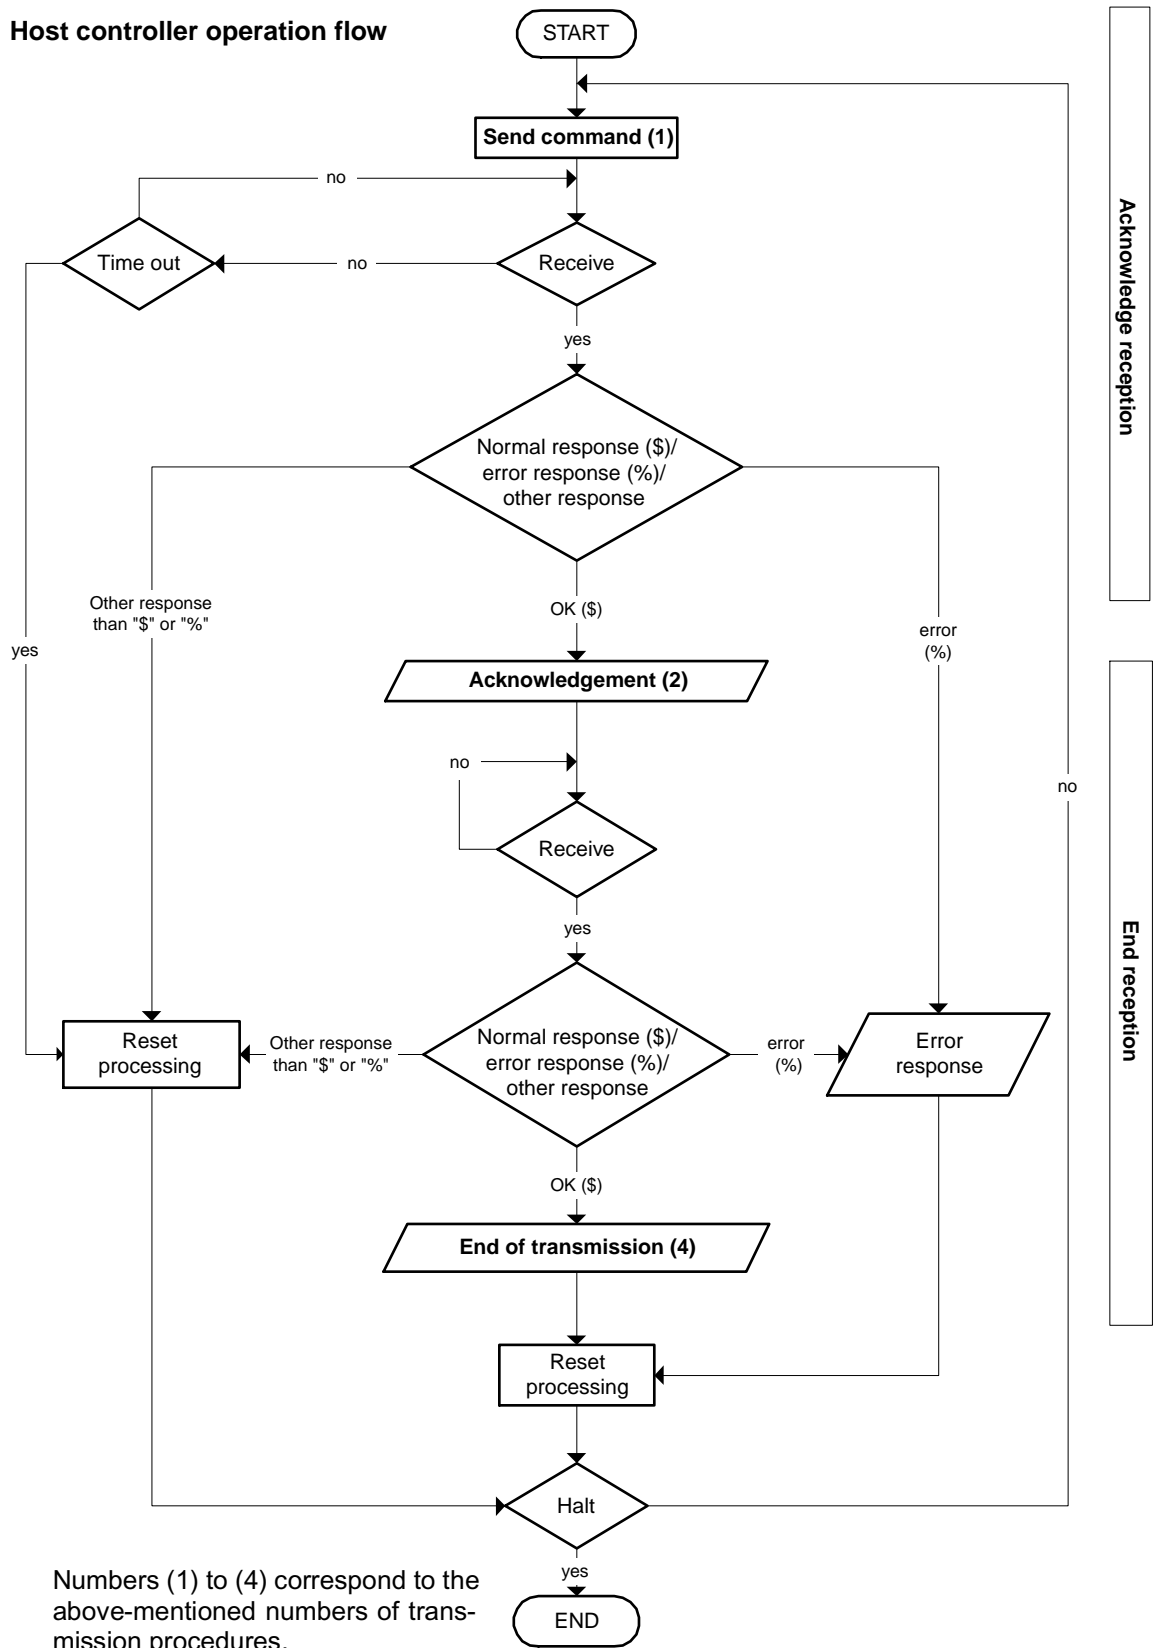 Host controller operation flow
START
Send command (1)
no
Time out
no
Receive
yes
Normal response ($)/
error response (%)/
other response
Other response
than "$" or "%"
OK ($)
error
(%)
yes
Acknowledgement (2)
no
no
Receive
yes
Reset
processing
Other response
than "$" or "%"
Normal response ($)/
error response (%)/
other response
error
(%)
Error
response
OK ($)
End of transmission (4)
Reset
processing
Halt
yes
END
Numbers (1) to (4) correspond to the
above-mentioned numbers of trans-
mission procedures.
Acknowledge reception
End reception